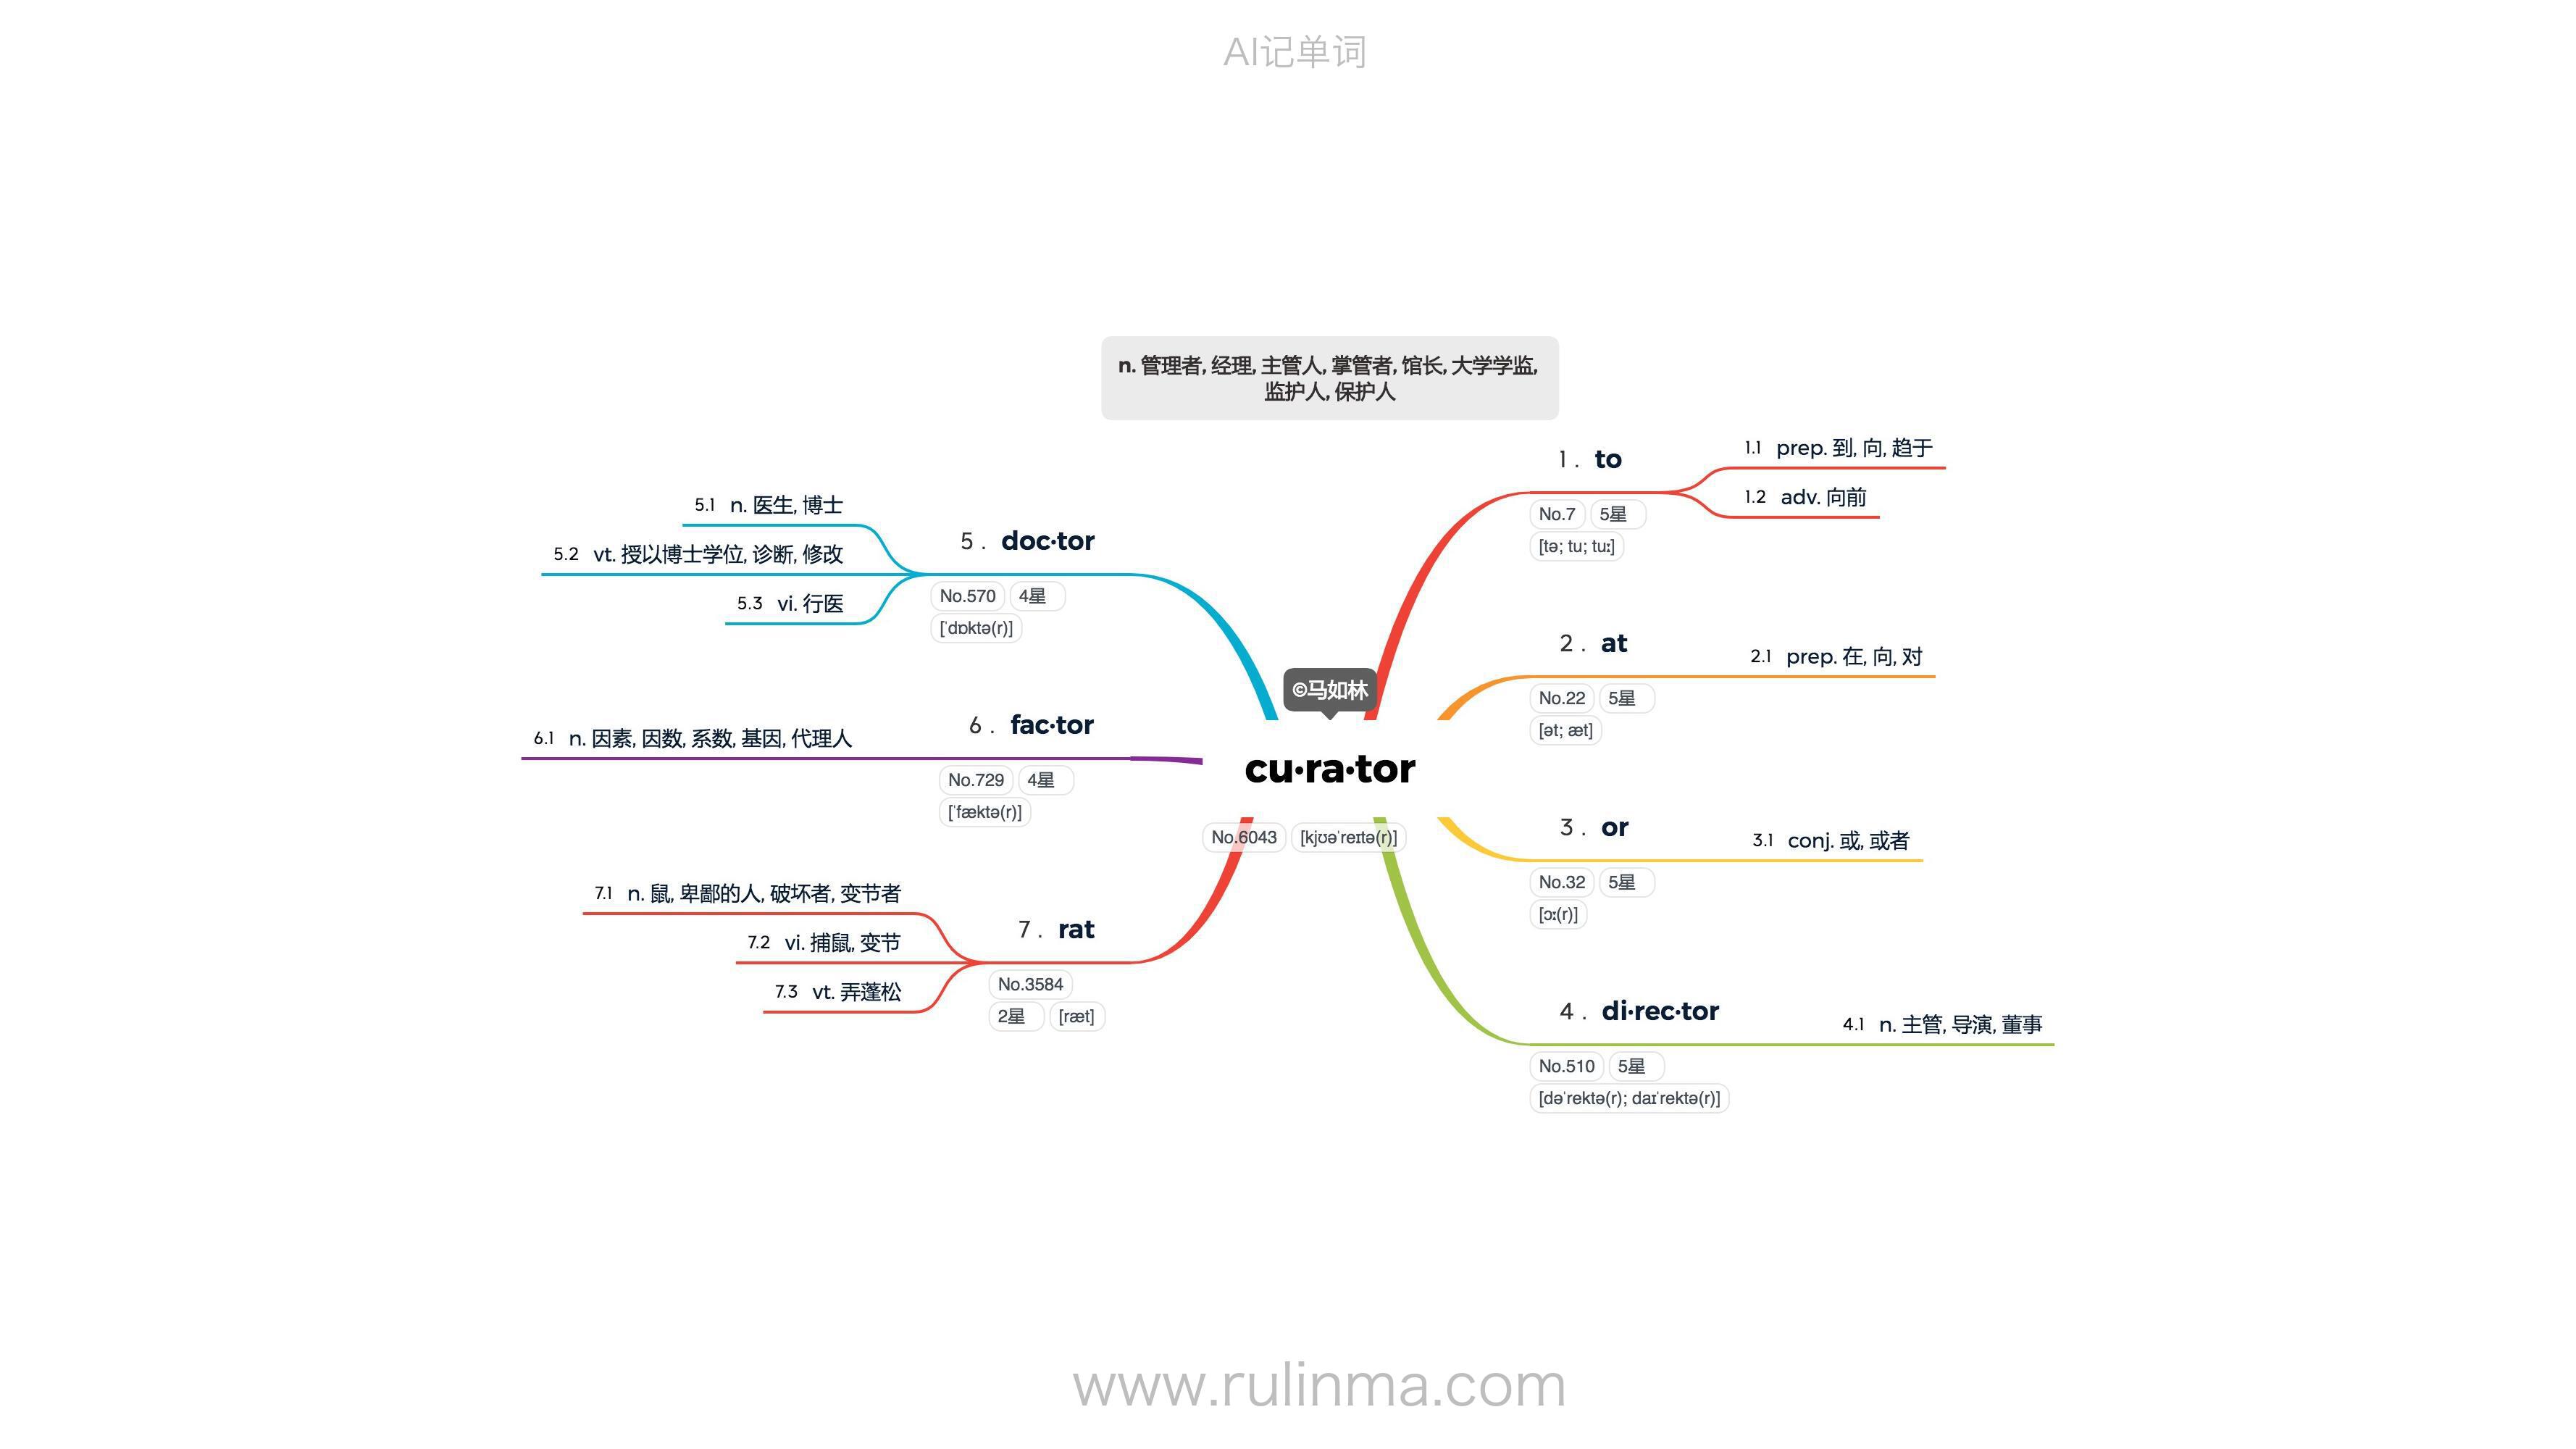 AI记单词
n. 管理者, 经理, 主管人, 掌管者, 馆长, 大学学监,
监护人, 保护人
©马如林
cu·ra·tor
No.6043 [kjʊəˈreɪtə(r)]
1 . to
No.7 5星
[tə; tu; tuː]
1.1 prep. 到, 向, 趋于
1.2 adv. 向前
2 . at
No.22 5星
[ət; æt]
2.1 prep. 在, 向, 对
3 . or
No.32 5星
[ɔː(r)]
3.1 conj. 或, 或者
4 . di·rec·tor
No.510 5星
[dəˈrektə(r); daɪˈrektə(r)]
4.1 n. 主管, 导演, 董事
5 . doc·tor
No.570 4星
[ˈdɒktə(r)]
5.1 n. 医生, 博士
5.2 vt. 授以博士学位, 诊断, 修改
5.3 vi. 行医
6 . fac·tor
No.729 4星
[ˈfæktə(r)]
6.1 n. 因素, 因数, 系数, 基因, 代理人
7 . rat
No.3584
2星 [ræt]
7.1 n. 鼠, 卑鄙的人, 破坏者, 变节者
7.2 vi. 捕鼠, 变节
7.3 vt. 弄蓬松
www.rulinma.com